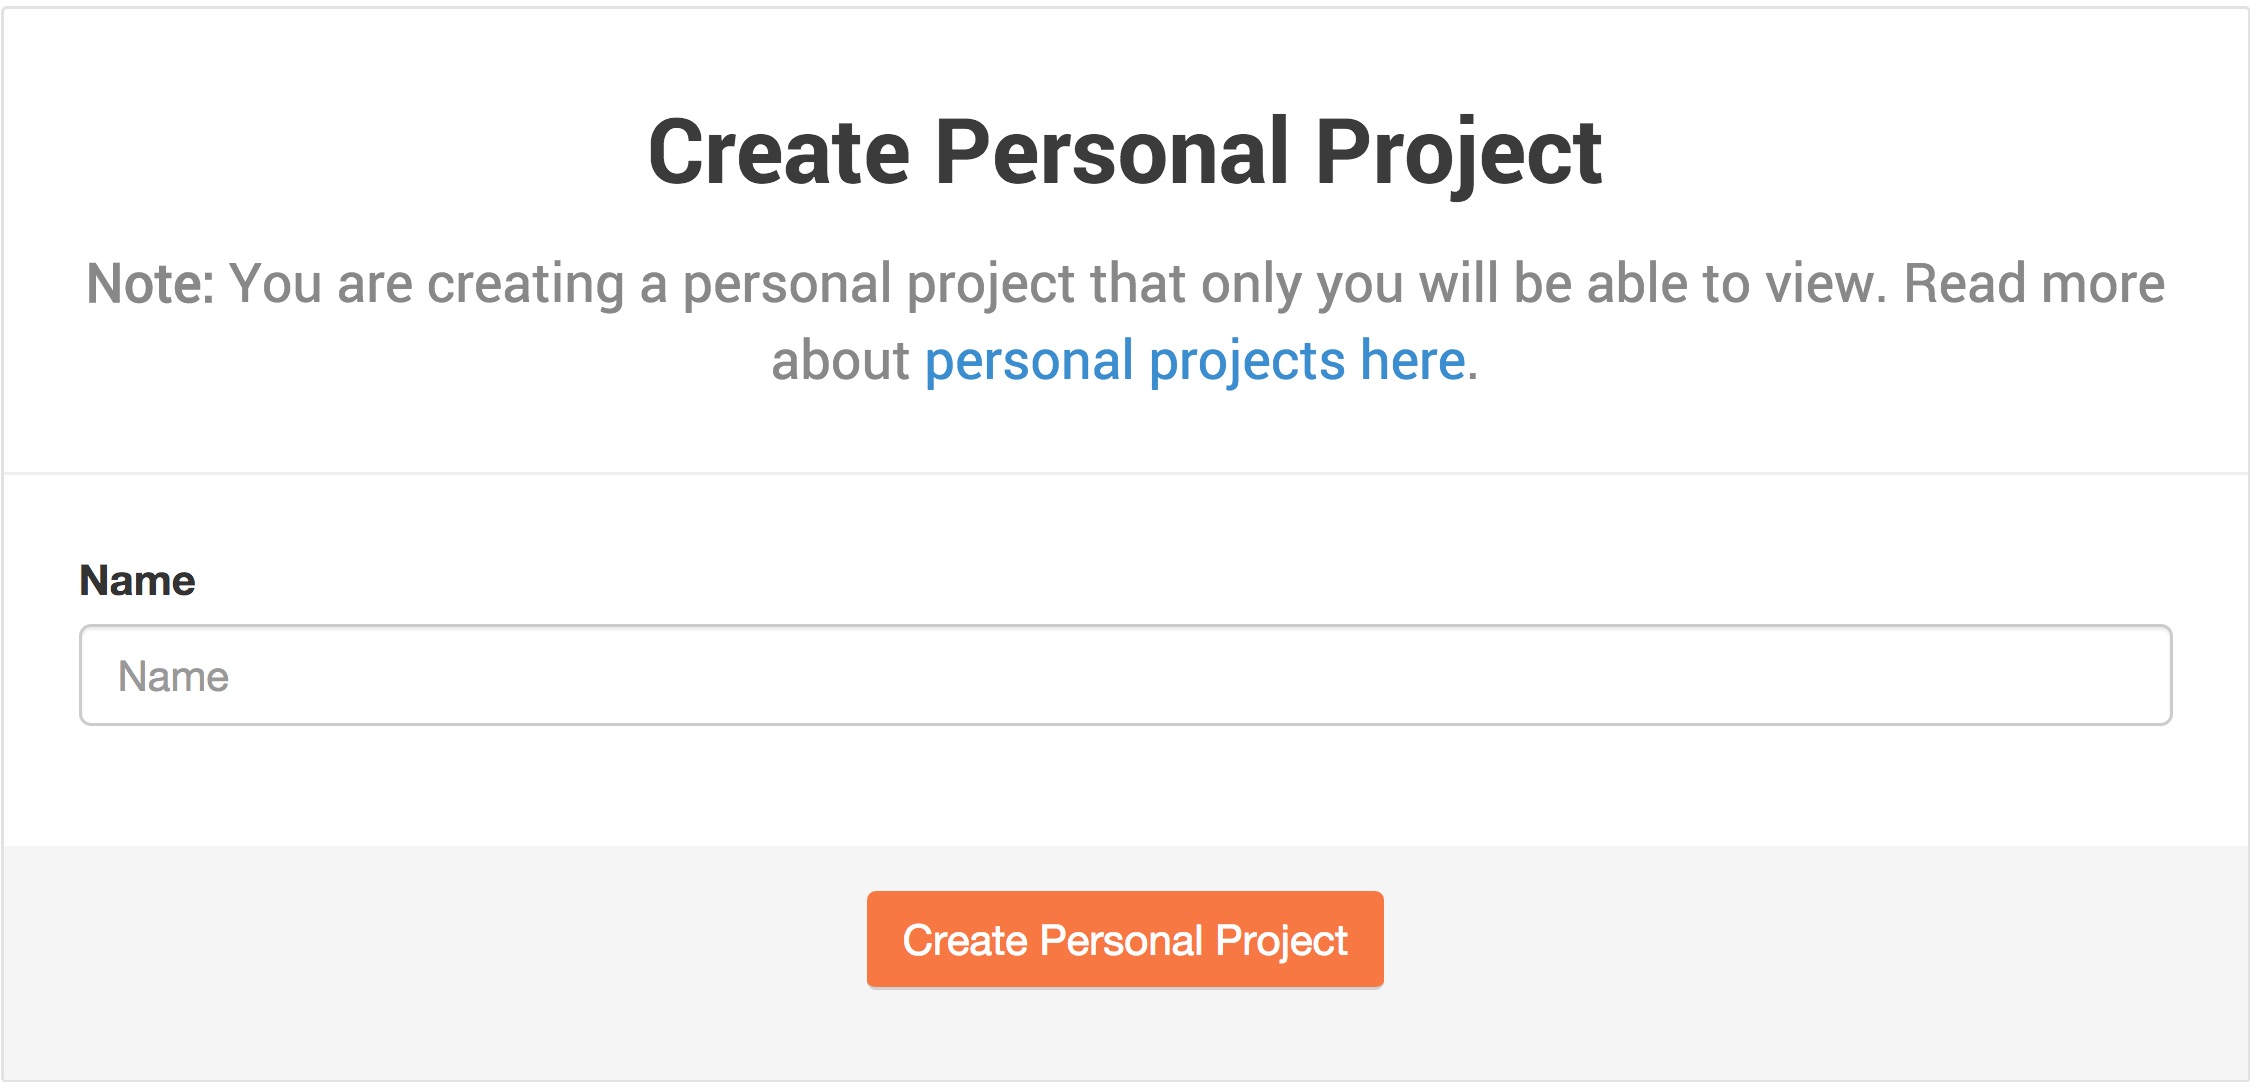 Create Personal Project
Note: You are creating a personal project that only you will be able to view. Read more
about personal projects here.
Name
Name
Create Personal Project